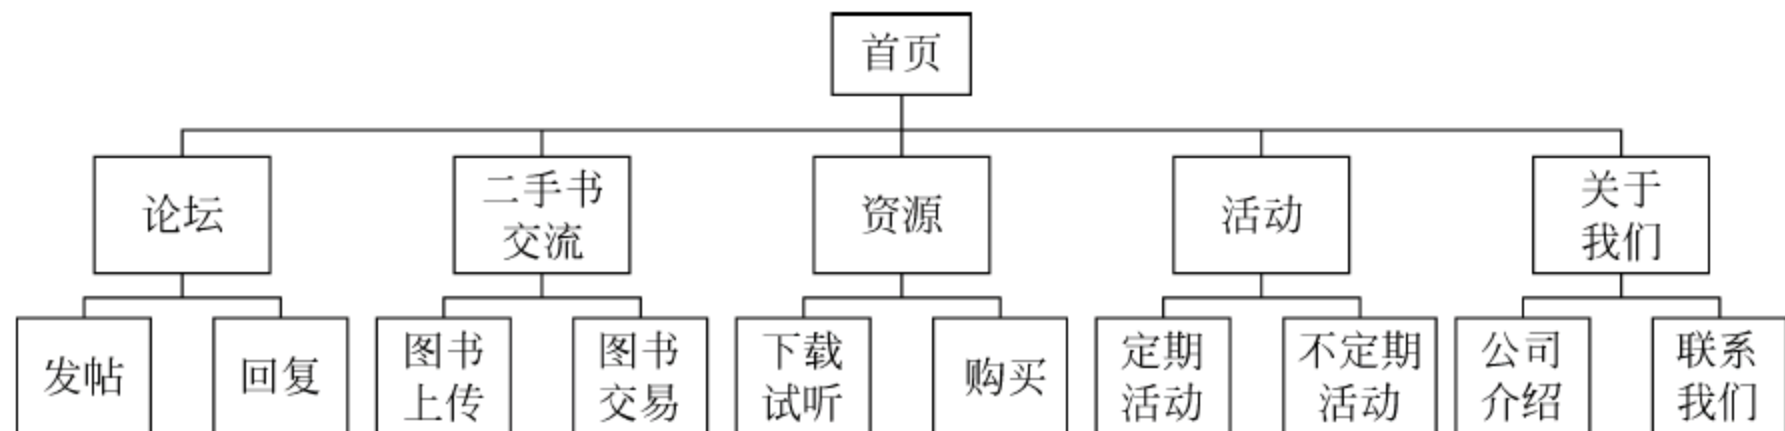 首页
论坛
二手书
交流
资源
活动
关于
我们
发帖
回复
图书
上传
图书
交易
下载
试听
购买
定期
活动
不定期
活动
公司
介绍
联系
我们